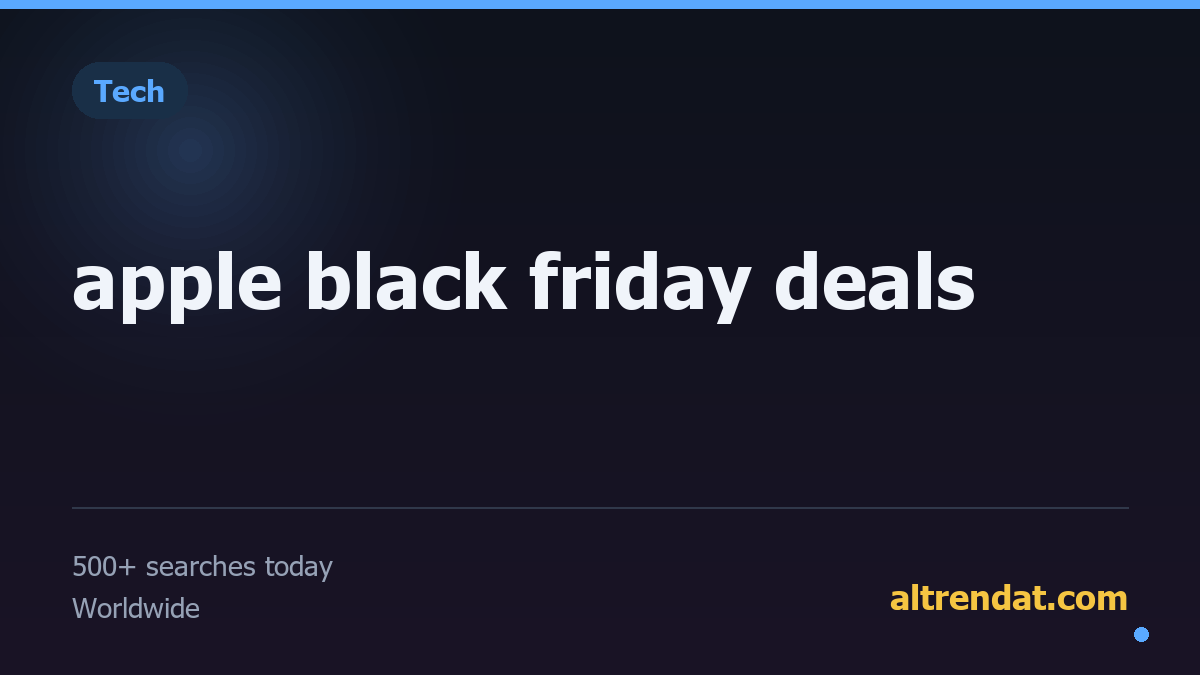 Tech
apple black friday deals
500+ searches today
Worldwide
altrendat.com